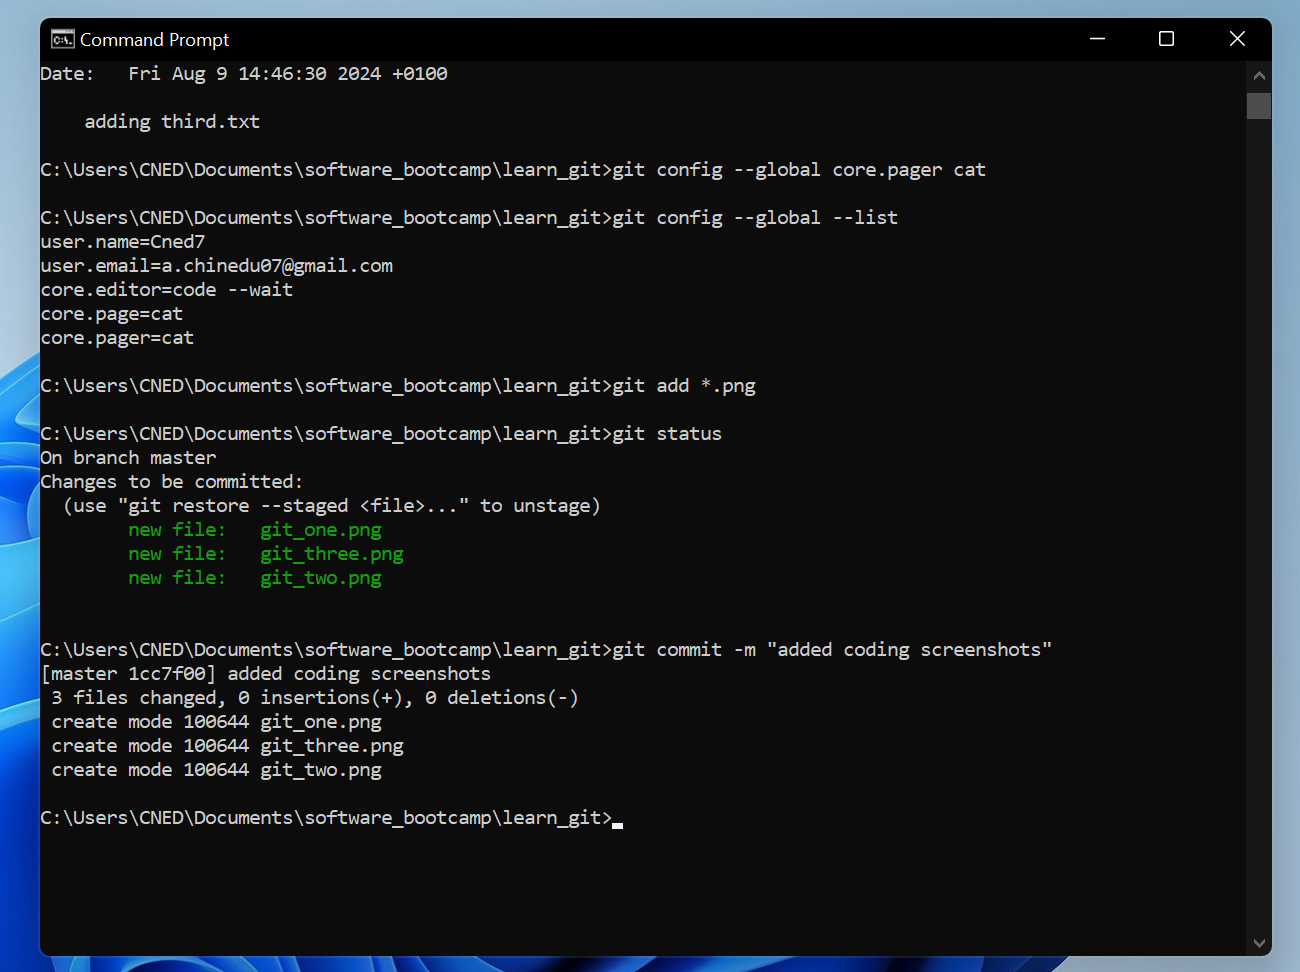 Command Prompt
Date:   Fri Aug 9 14:46:30 2024 +0100
    adding third.txt
C:\Users\CNED\Documents\software_bootcamp\learn_git>git config --global core.pager cat
C:\Users\CNED\Documents\software_bootcamp\learn_git>git config --global --list
user.name=Cned7
user.email=a.chinedu07@gmail.com
core.editor=code --wait
core.page=cat
core.pager=cat
C:\Users\CNED\Documents\software_bootcamp\learn_git>git add *.png
C:\Users\CNED\Documents\software_bootcamp\learn_git>git status
On branch master
Changes to be committed:
  (use "git restore --staged <file>..." to unstage)
        new file:   git_one.png
        new file:   git_three.png
        new file:   git_two.png
C:\Users\CNED\Documents\software_bootcamp\learn_git>git commit -m "added coding screenshots"
[master 1cc7f00] added coding screenshots
 3 files changed, 0 insertions(+), 0 deletions(-)
 create mode 100644 git_one.png
 create mode 100644 git_three.png
 create mode 100644 git_two.png
C:\Users\CNED\Documents\software_bootcamp\learn_git>